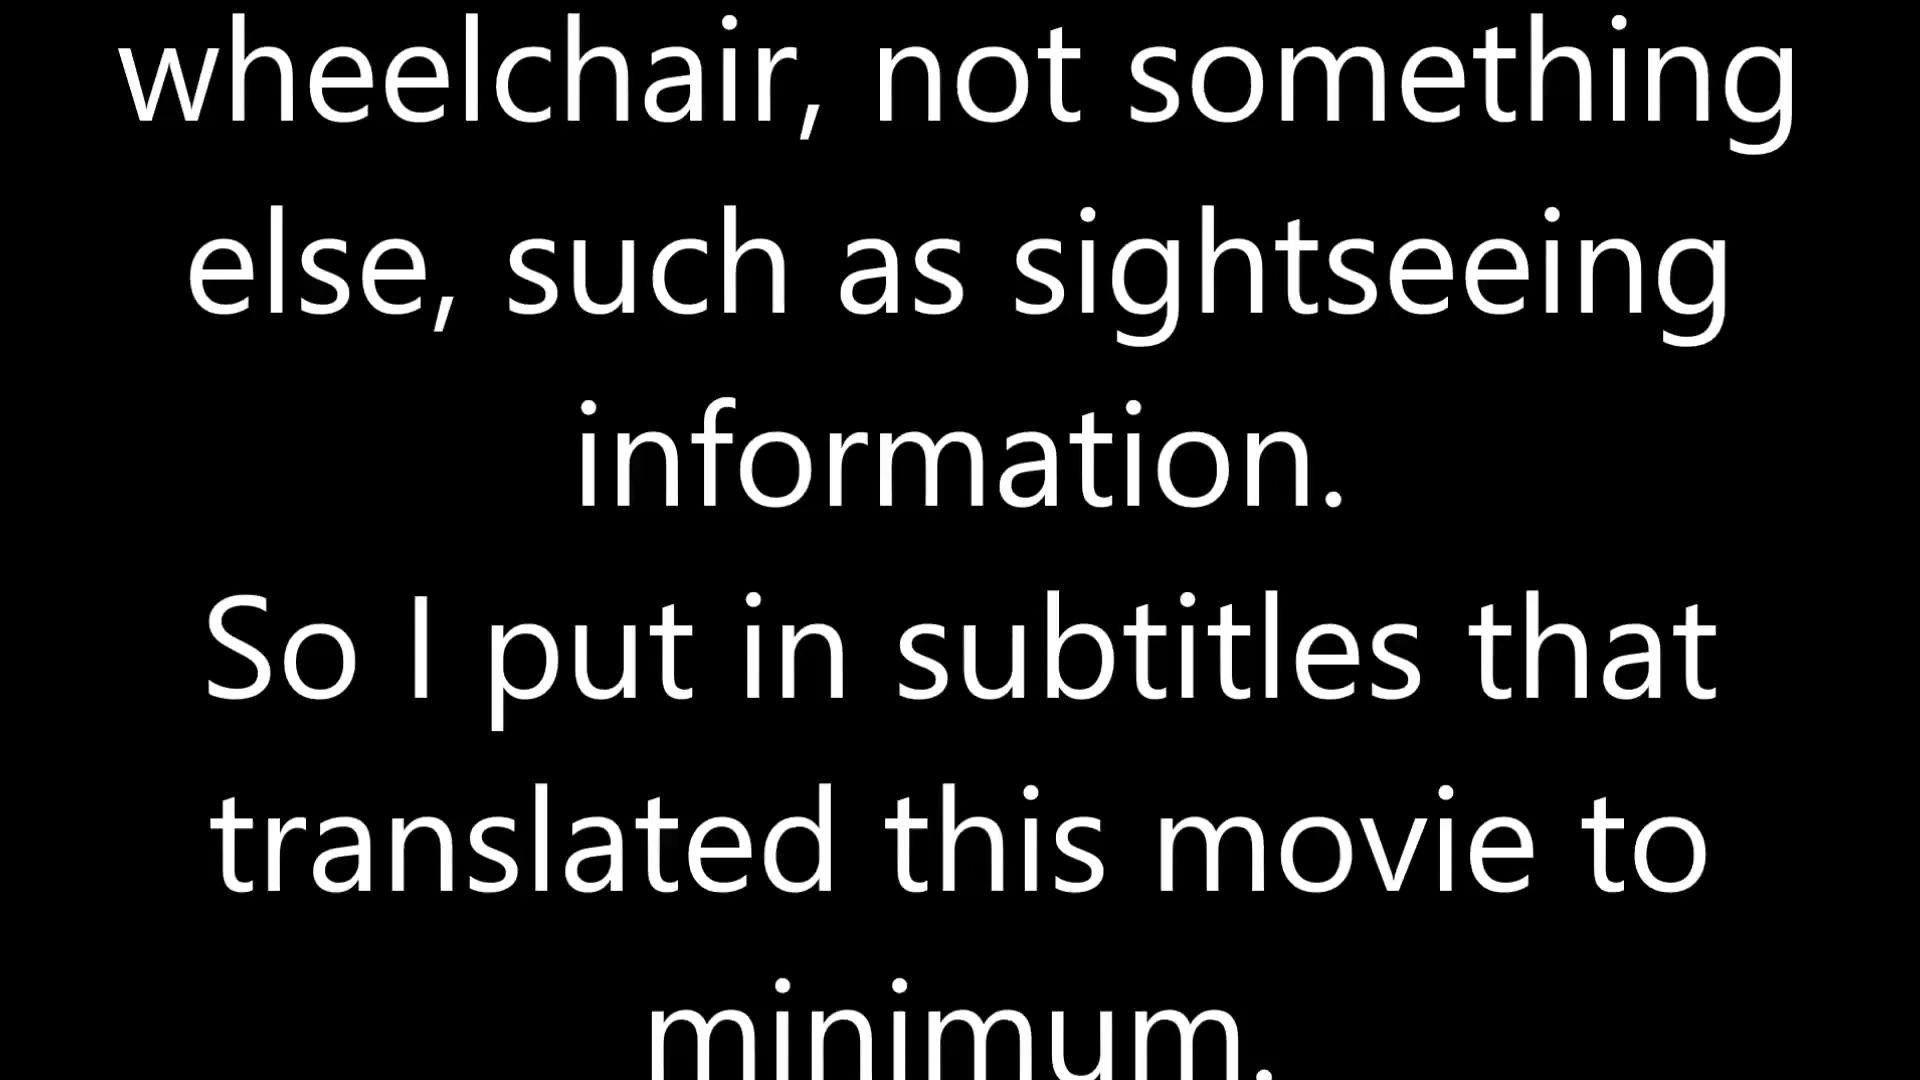 wheelchair, not something
else, such as sightseeing
information.
So I put in subtitles that
translated this movie to
minimum.